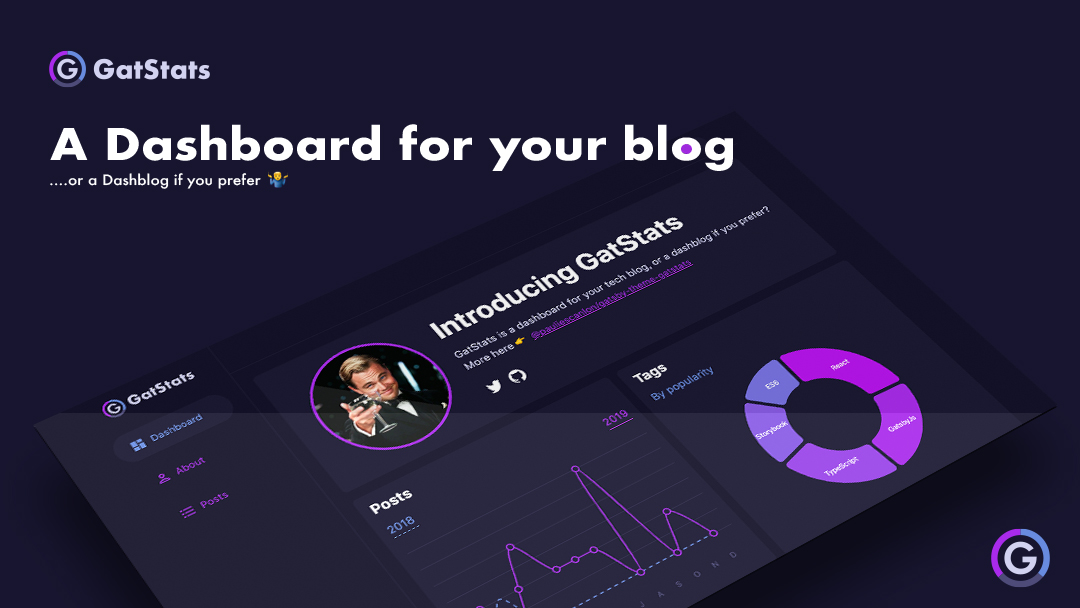 GatStats
A Dashboard for your blog
....or a Dashblog if you prefer 🤷‍♂️
Introducing GatStats
GatStats is a dashboard for your tech blog, or a dashblog if you prefer?
More here 👉 @pauliescanlon/gatsby-theme-gatstats
GatStats
Dashboard
About
Posts
Posts
2018
2019
J A S O N D
Tags
By popularity
React
GatsbyJs
TypeScript
Storybook
ES6
G